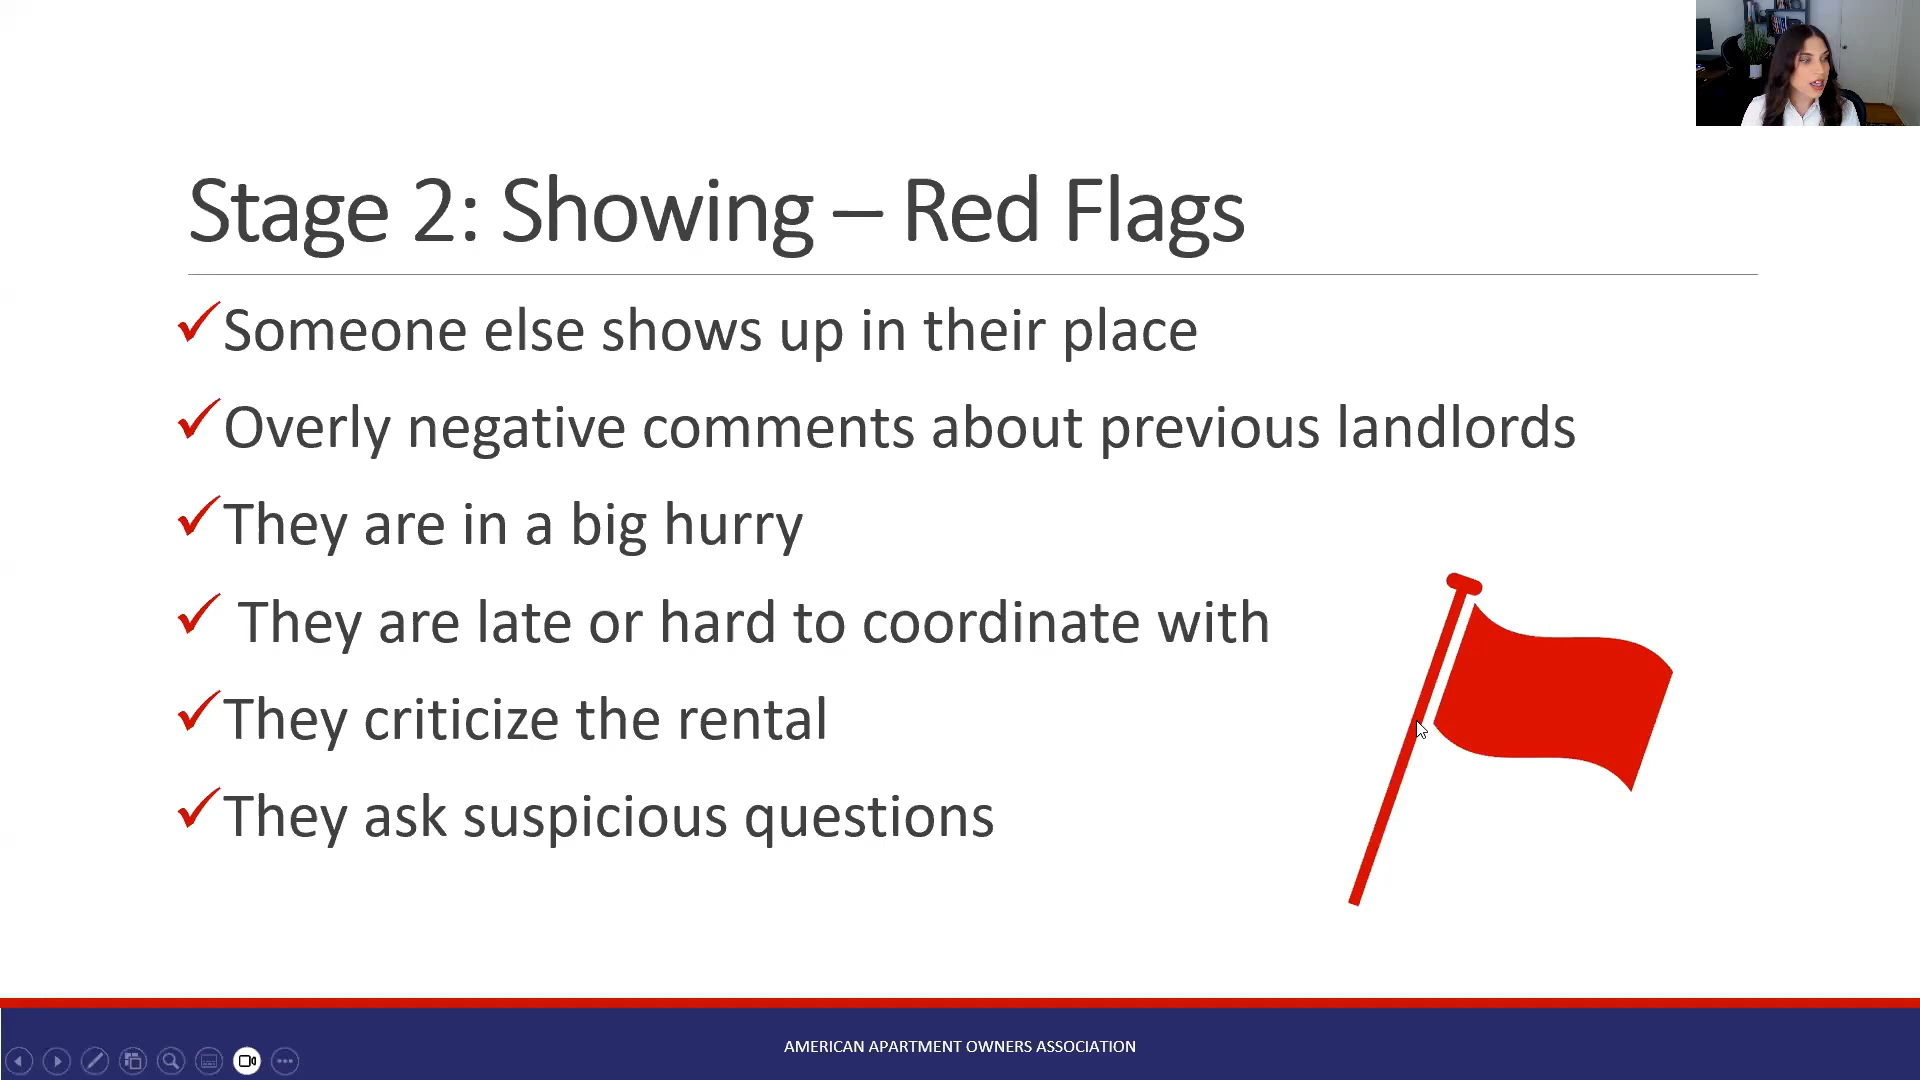 Stage 2: Showing – Red Flags
Someone else shows up in their place
Overly negative comments about previous landlords
They are in a big hurry
They are late or hard to coordinate with
They criticize the rental
They ask suspicious questions
AMERICAN APARTMENT OWNERS ASSOCIATION